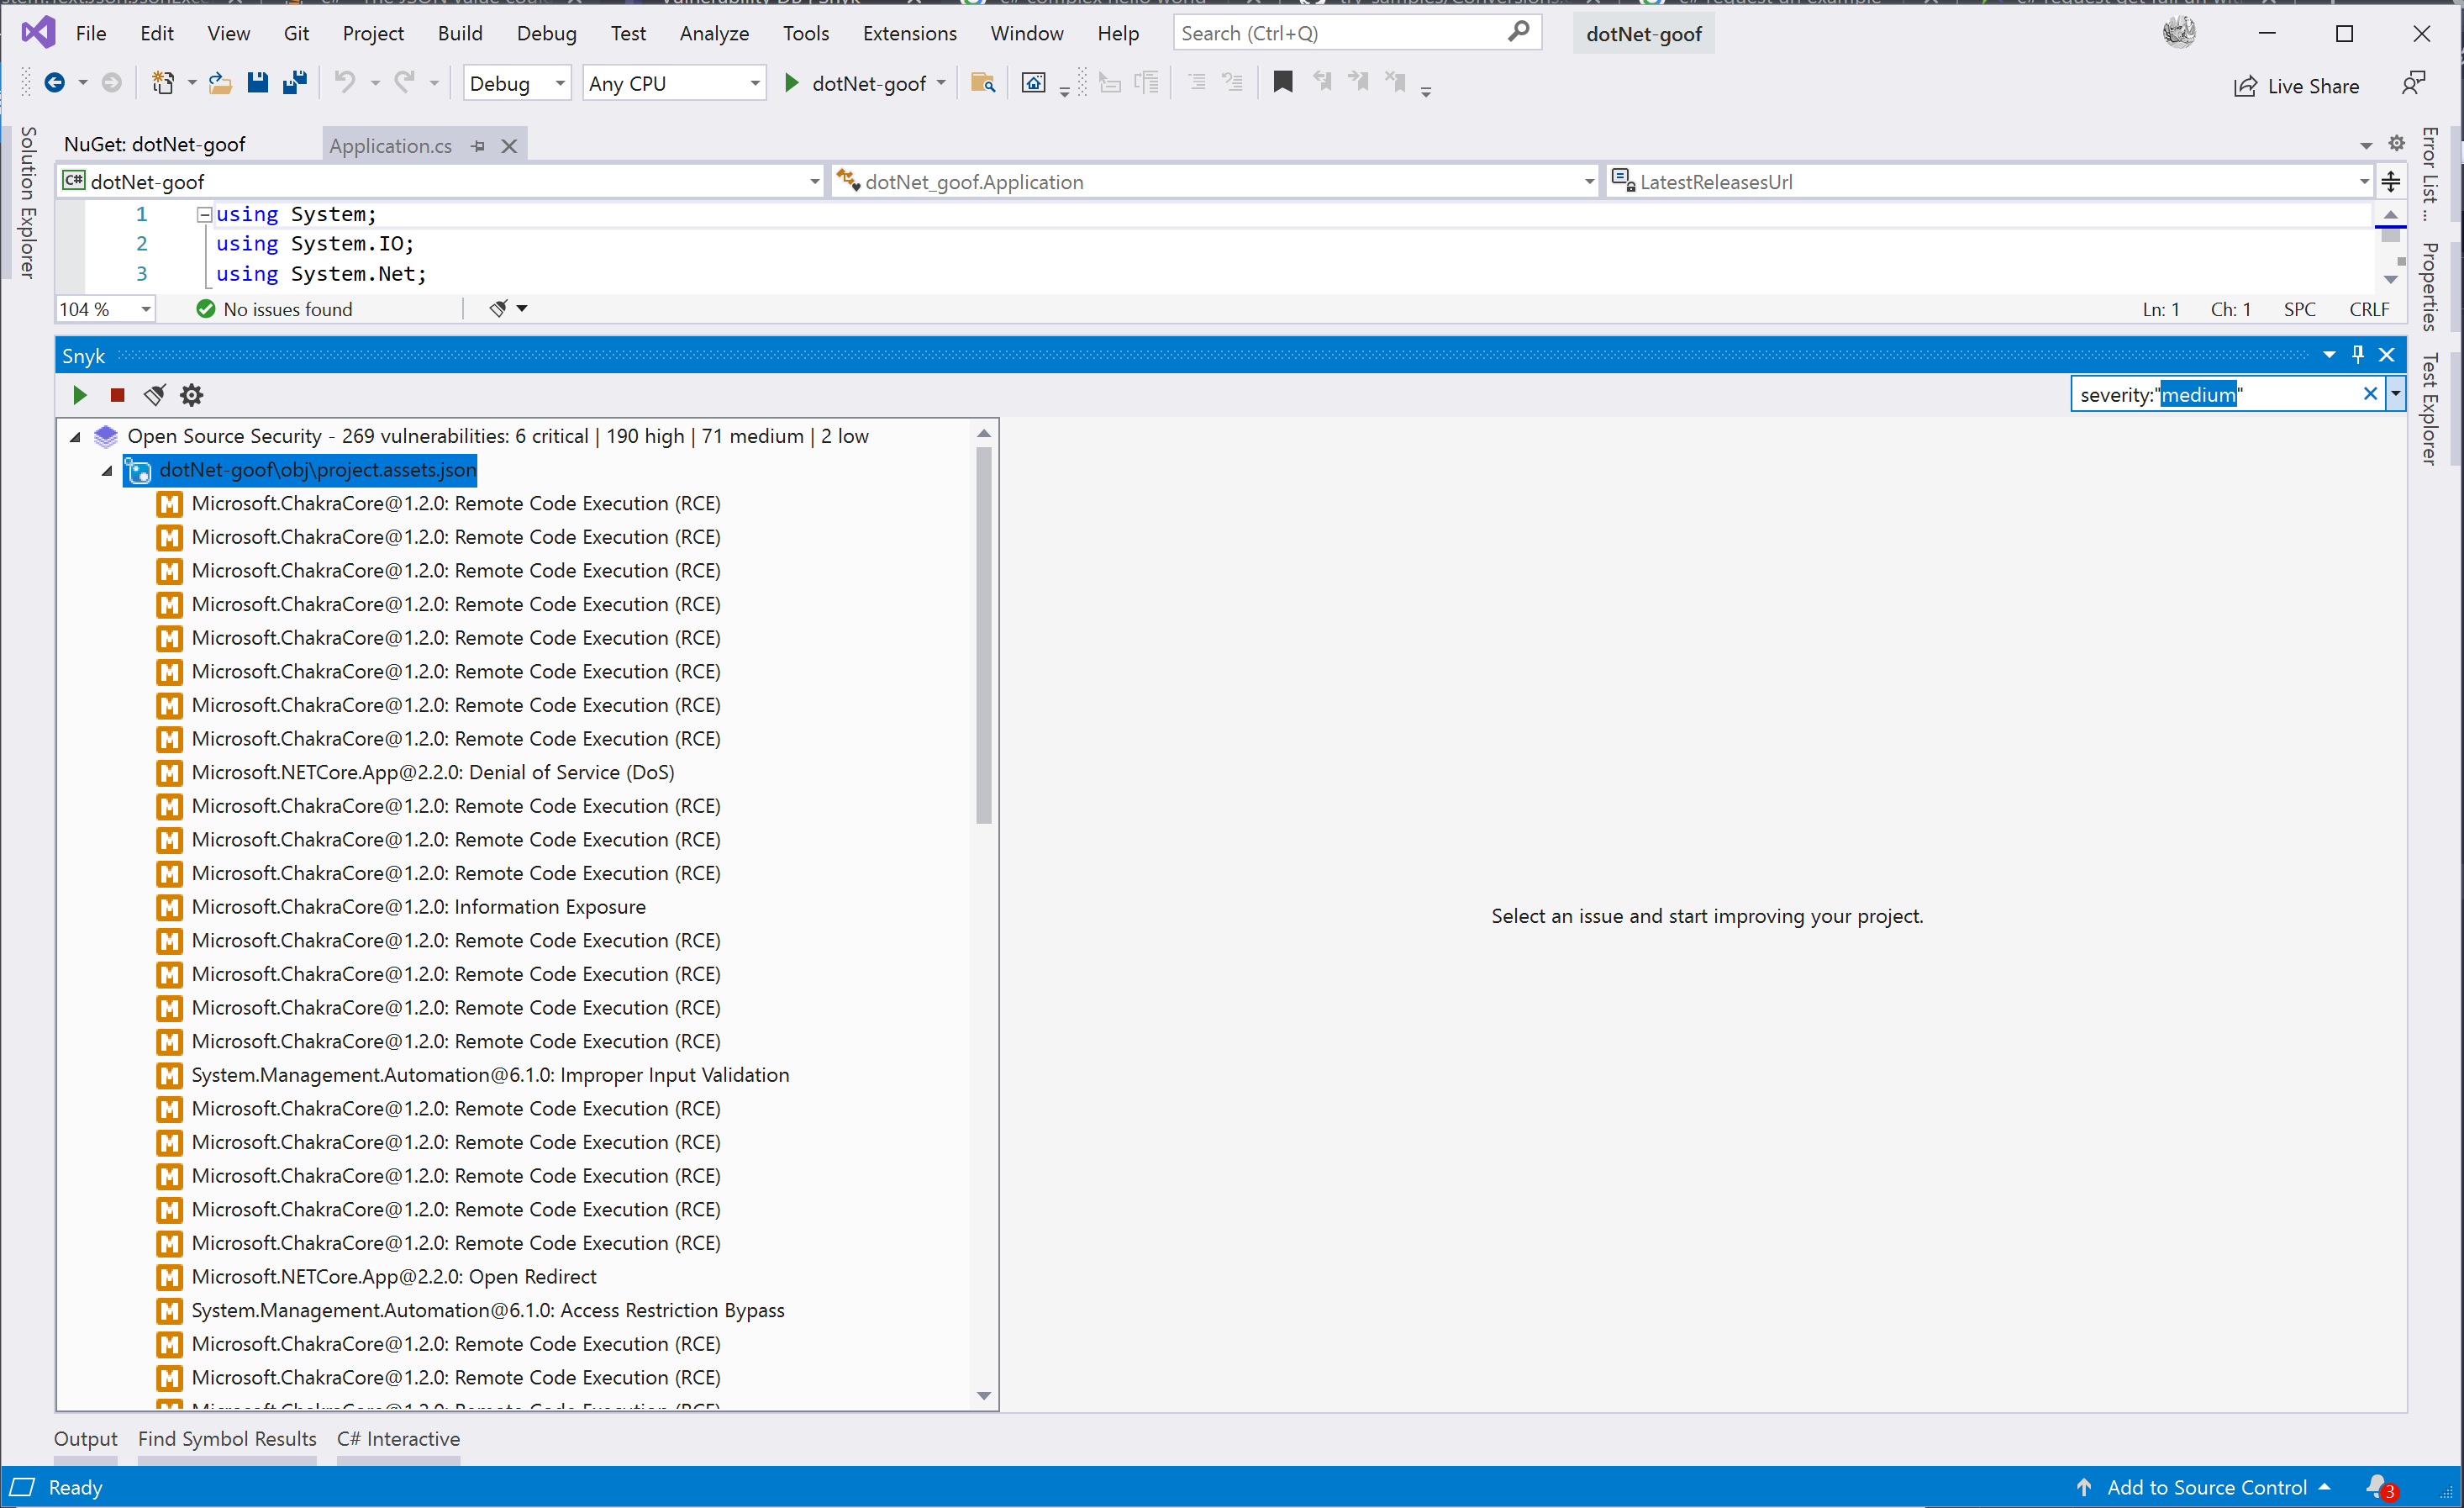 File Edit View Git Project Build Debug Test Analyze Tools Extensions Window Help Search (Ctrl+Q) dotNet-goof
Debug Any CPU dotNet-goof Live Share
Solution Explorer
NuGet: dotNet-goof Application.cs
dotNet-goof dotNet_goof.Application LatestReleasesUrl
1 using System;
2 using System.IO;
3 using System.Net;
104 % No issues found Ln: 1 Ch: 1 SPC CRLF
Error List ...
Properties
Test Explorer
Snyk
severity:"medium"
Open Source Security - 269 vulnerabilities: 6 critical | 190 high | 71 medium | 2 low
dotNet-goof\obj\project.assets.json
M Microsoft.ChakraCore@1.2.0: Remote Code Execution (RCE)
M Microsoft.ChakraCore@1.2.0: Remote Code Execution (RCE)
M Microsoft.ChakraCore@1.2.0: Remote Code Execution (RCE)
M Microsoft.ChakraCore@1.2.0: Remote Code Execution (RCE)
M Microsoft.ChakraCore@1.2.0: Remote Code Execution (RCE)
M Microsoft.ChakraCore@1.2.0: Remote Code Execution (RCE)
M Microsoft.ChakraCore@1.2.0: Remote Code Execution (RCE)
M Microsoft.ChakraCore@1.2.0: Remote Code Execution (RCE)
M Microsoft.NETCore.App@2.2.0: Denial of Service (DoS)
M Microsoft.ChakraCore@1.2.0: Remote Code Execution (RCE)
M Microsoft.ChakraCore@1.2.0: Remote Code Execution (RCE)
M Microsoft.ChakraCore@1.2.0: Remote Code Execution (RCE)
M Microsoft.ChakraCore@1.2.0: Information Exposure
M Microsoft.ChakraCore@1.2.0: Remote Code Execution (RCE)
M Microsoft.ChakraCore@1.2.0: Remote Code Execution (RCE)
M Microsoft.ChakraCore@1.2.0: Remote Code Execution (RCE)
M Microsoft.ChakraCore@1.2.0: Remote Code Execution (RCE)
M System.Management.Automation@6.1.0: Improper Input Validation
M Microsoft.ChakraCore@1.2.0: Remote Code Execution (RCE)
M Microsoft.ChakraCore@1.2.0: Remote Code Execution (RCE)
M Microsoft.ChakraCore@1.2.0: Remote Code Execution (RCE)
M Microsoft.ChakraCore@1.2.0: Remote Code Execution (RCE)
M Microsoft.ChakraCore@1.2.0: Remote Code Execution (RCE)
M Microsoft.NETCore.App@2.2.0: Open Redirect
M System.Management.Automation@6.1.0: Access Restriction Bypass
M Microsoft.ChakraCore@1.2.0: Remote Code Execution (RCE)
M Microsoft.ChakraCore@1.2.0: Remote Code Execution (RCE)
Select an issue and start improving your project.
Output Find Symbol Results C# Interactive
Ready Add to Source Control 3